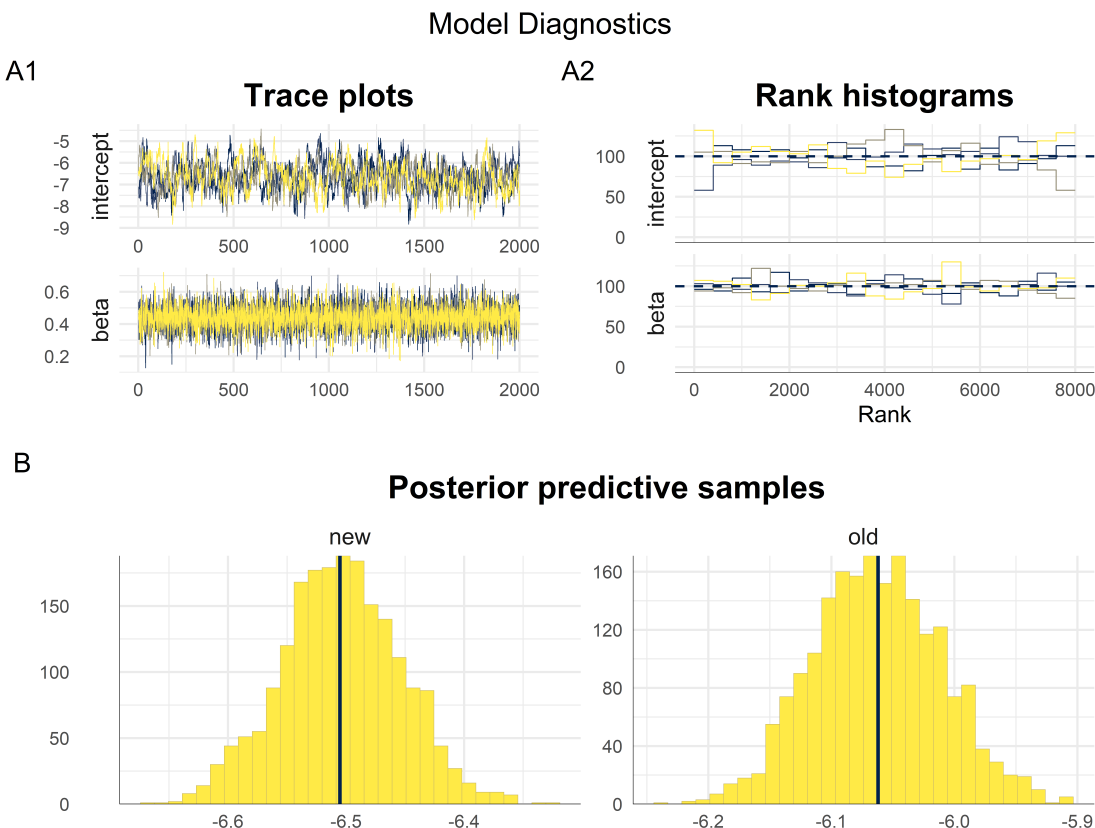 Model Diagnostics
A1
A2
Trace plots
Rank histograms
intercept
-5
-6
-7
-8
-9
0 500 1000 1500 2000
intercept
100
50
0
beta
0.6
0.4
0.2
0 500 1000 1500 2000
beta
100
50
0
0 2000 4000 6000 8000
Rank
B
Posterior predictive samples
new
150
100
50
0
-6.6 -6.5 -6.4
old
160
120
80
40
0
-6.2 -6.1 -6.0 -5.9